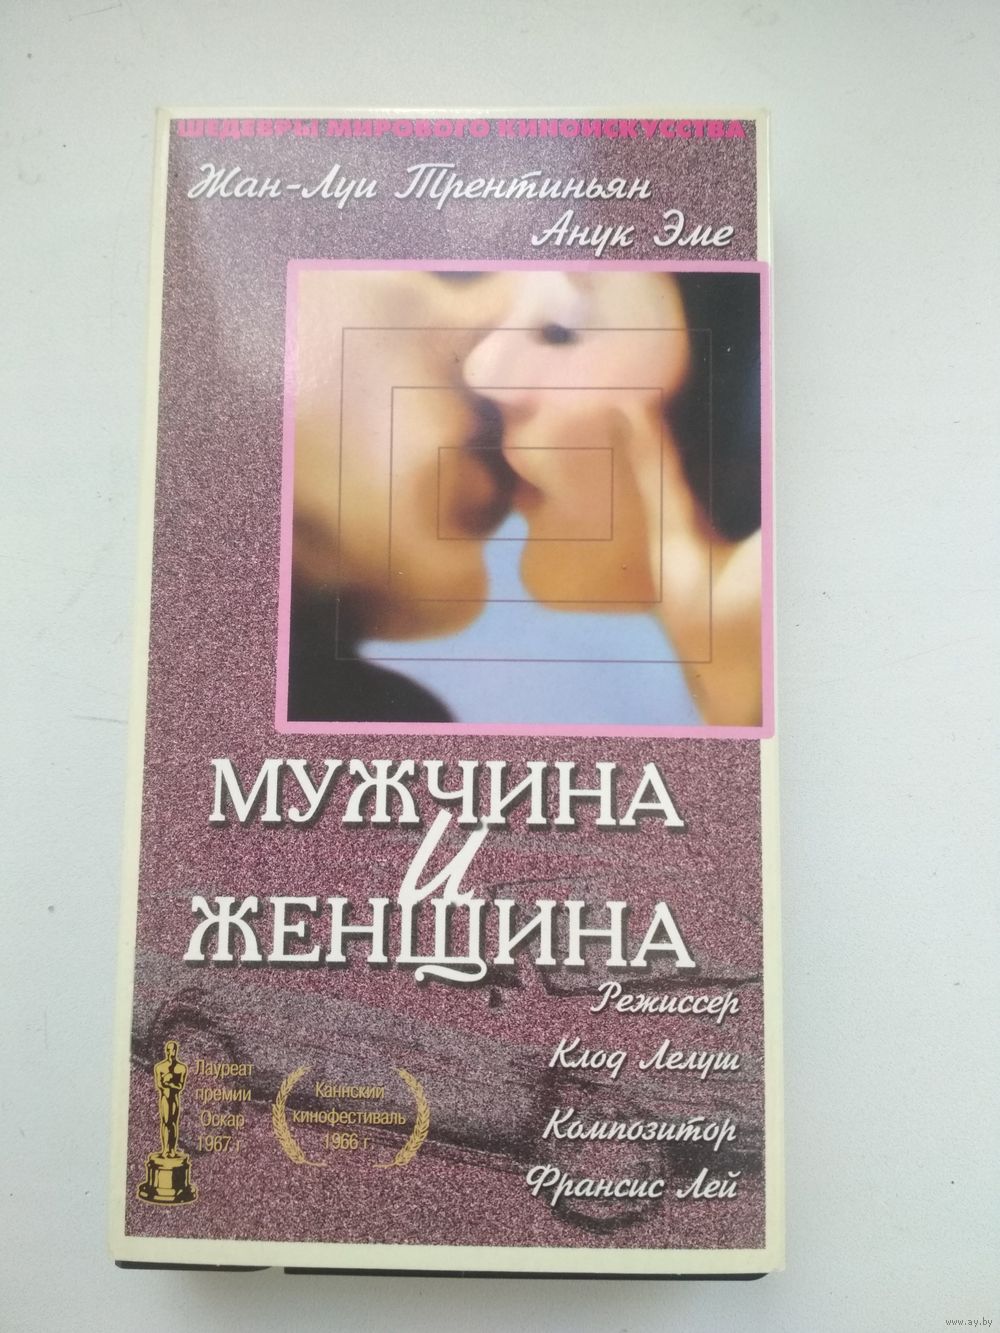 ШЕДЕВРЫ МИРОВОГО КИНОИСКУССТВА
Жан-Луи Трентиньян
Анук Эме
МУЖЧИНА
И
ЖЕНЩИНА
Режиссер
Клод Лелуш
Композитор
Франсис Лей
Лауреат
премии
Оскар
1967 г
Каннский
кинофестиваль
1966 г.
www.ay.by